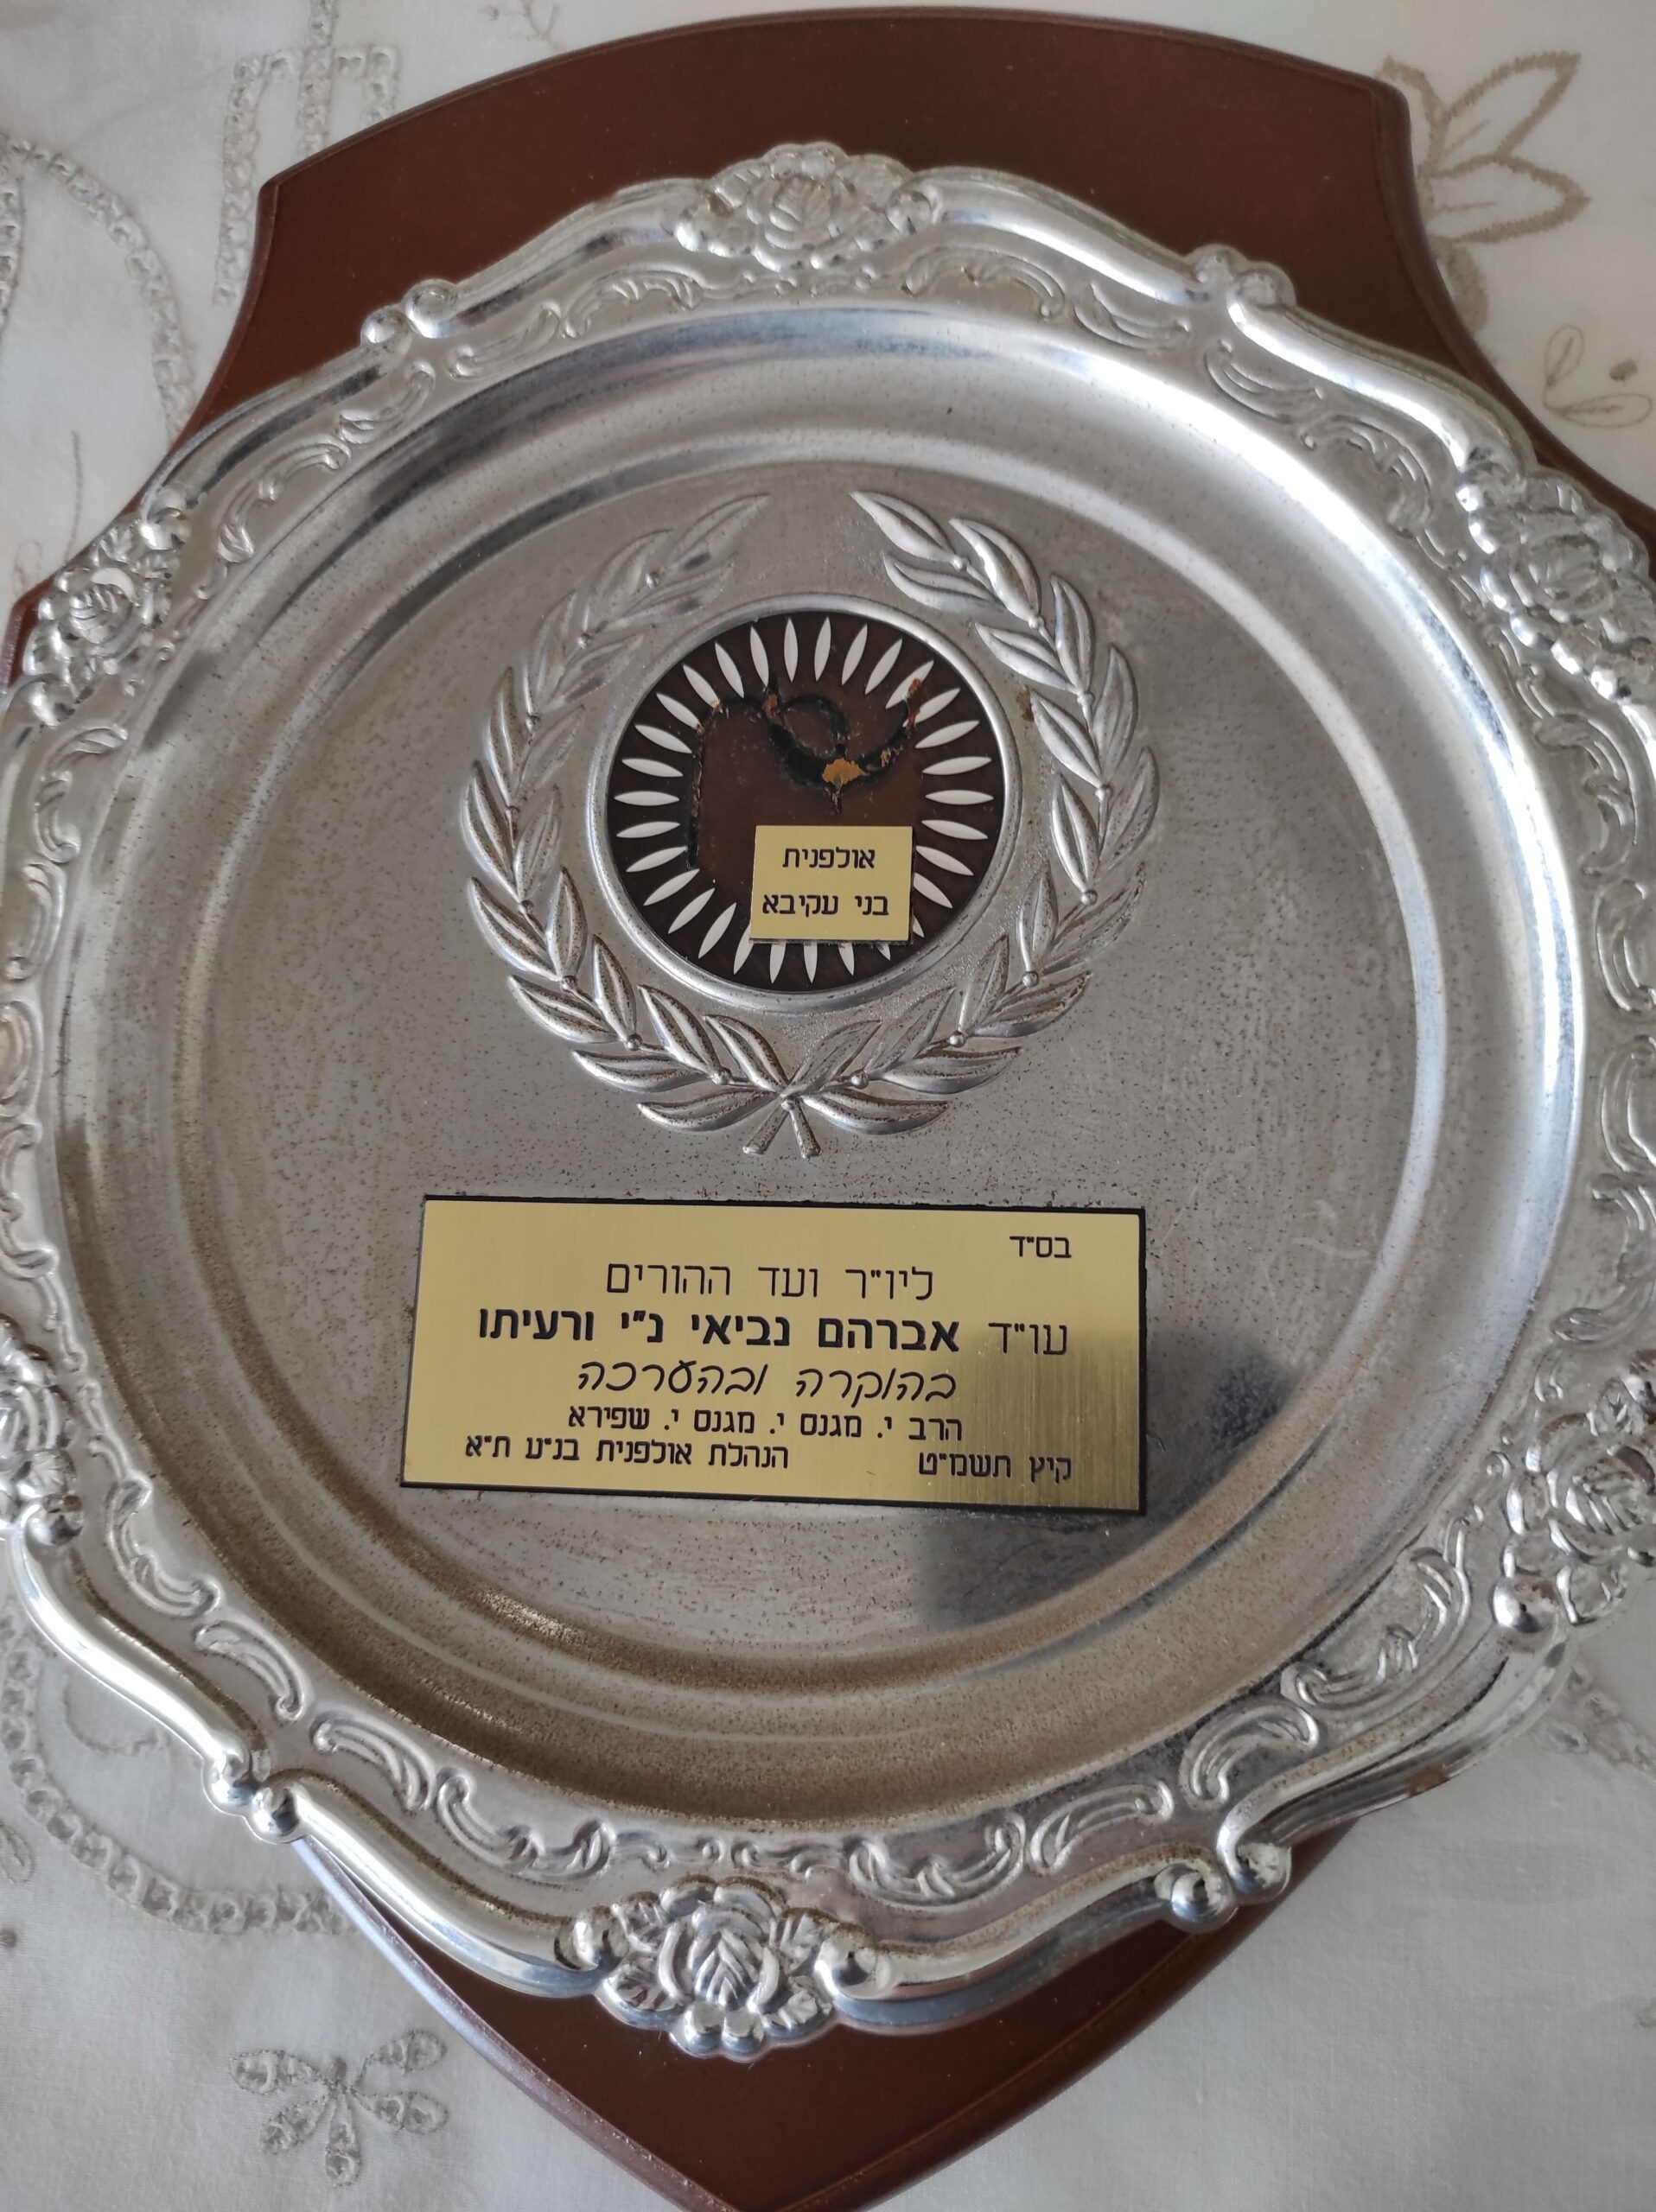 אולפנית
בני עקיבא
בס"ד
ליו"ר ועד ההורים
עו"ד אברהם נביאי נ"י ורעיתו
בהוקרה ובהערכה
הרב י. מגנס י. מגנס י. שפירא
קיץ תשמ"ט הנהלת אולפנית בנ"ע ת"א